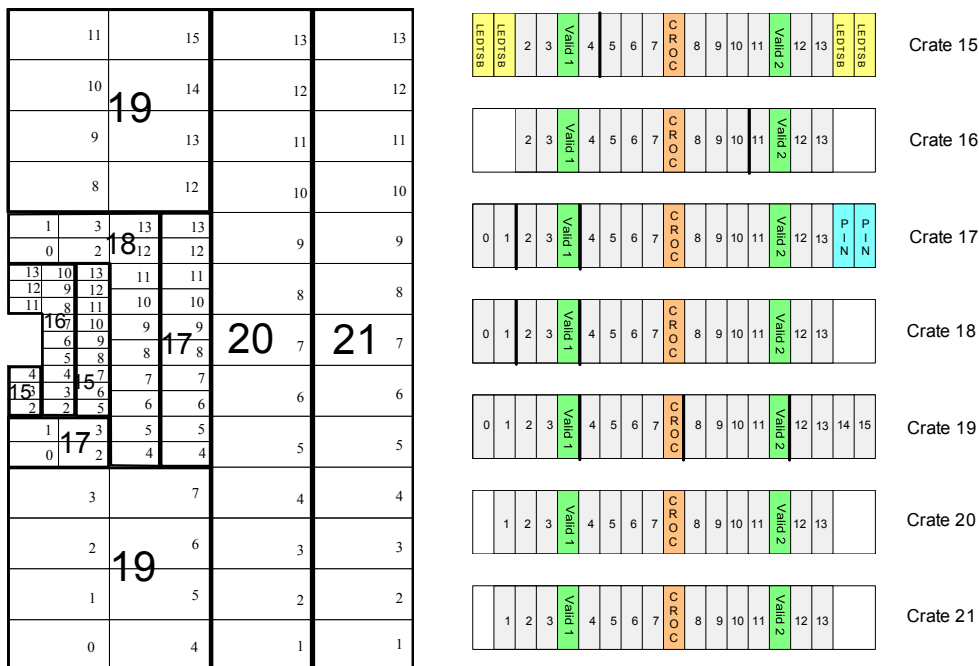 11 15 13 13
10 14 12 12
19
9 13 11 11
8 12 10 10
1 3 13 13
18
0 2 12 12 9 9
13 10 13 11 11
12 9 12
11 8 11 10 10 8 8
16
7 10 9 9
6 9 17 20 7 21 7
5 8 8 8
4 4 7 7 7
15 15
3 3 6 6 6
2 2 5 6 6
1 3 5 5 5 5
17
0 2 4 4
3 7 4 4
2 6 3 3
19
1 5 2 2
0 4 1 1
LEDTSB LEDTSB 2 3 Valid 1 4 5 6 7 CROC 8 9 10 11 Valid 2 12 13 LEDTSB LEDTSB Crate 15
2 3 Valid 1 4 5 6 7 CROC 8 9 10 11 Valid 2 12 13 Crate 16
0 1 2 3 Valid 1 4 5 6 7 CROC 8 9 10 11 Valid 2 12 13 PIN PIN Crate 17
0 1 2 3 Valid 1 4 5 6 7 CROC 8 9 10 11 Valid 2 12 13 Crate 18
0 1 2 3 Valid 1 4 5 6 7 CROC 8 9 10 11 Valid 2 12 13 14 15 Crate 19
1 2 3 Valid 1 4 5 6 7 CROC 8 9 10 11 Valid 2 12 13 Crate 20
1 2 3 Valid 1 4 5 6 7 CROC 8 9 10 11 Valid 2 12 13 Crate 21